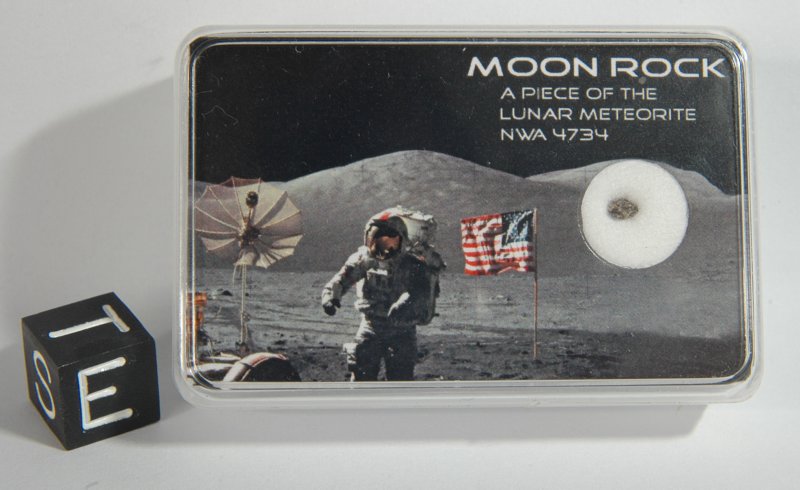 MOON ROCK
A PIECE OF THE
LUNAR METEORITE
NWA 4734
T
S
E